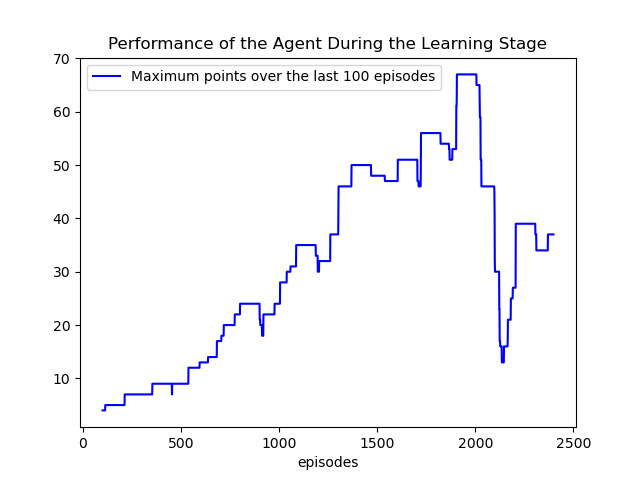 Performance of the Agent During the Learning Stage
Maximum points over the last 100 episodes
70
60
50
40
30
20
10
0 500 1000 1500 2000 2500
episodes